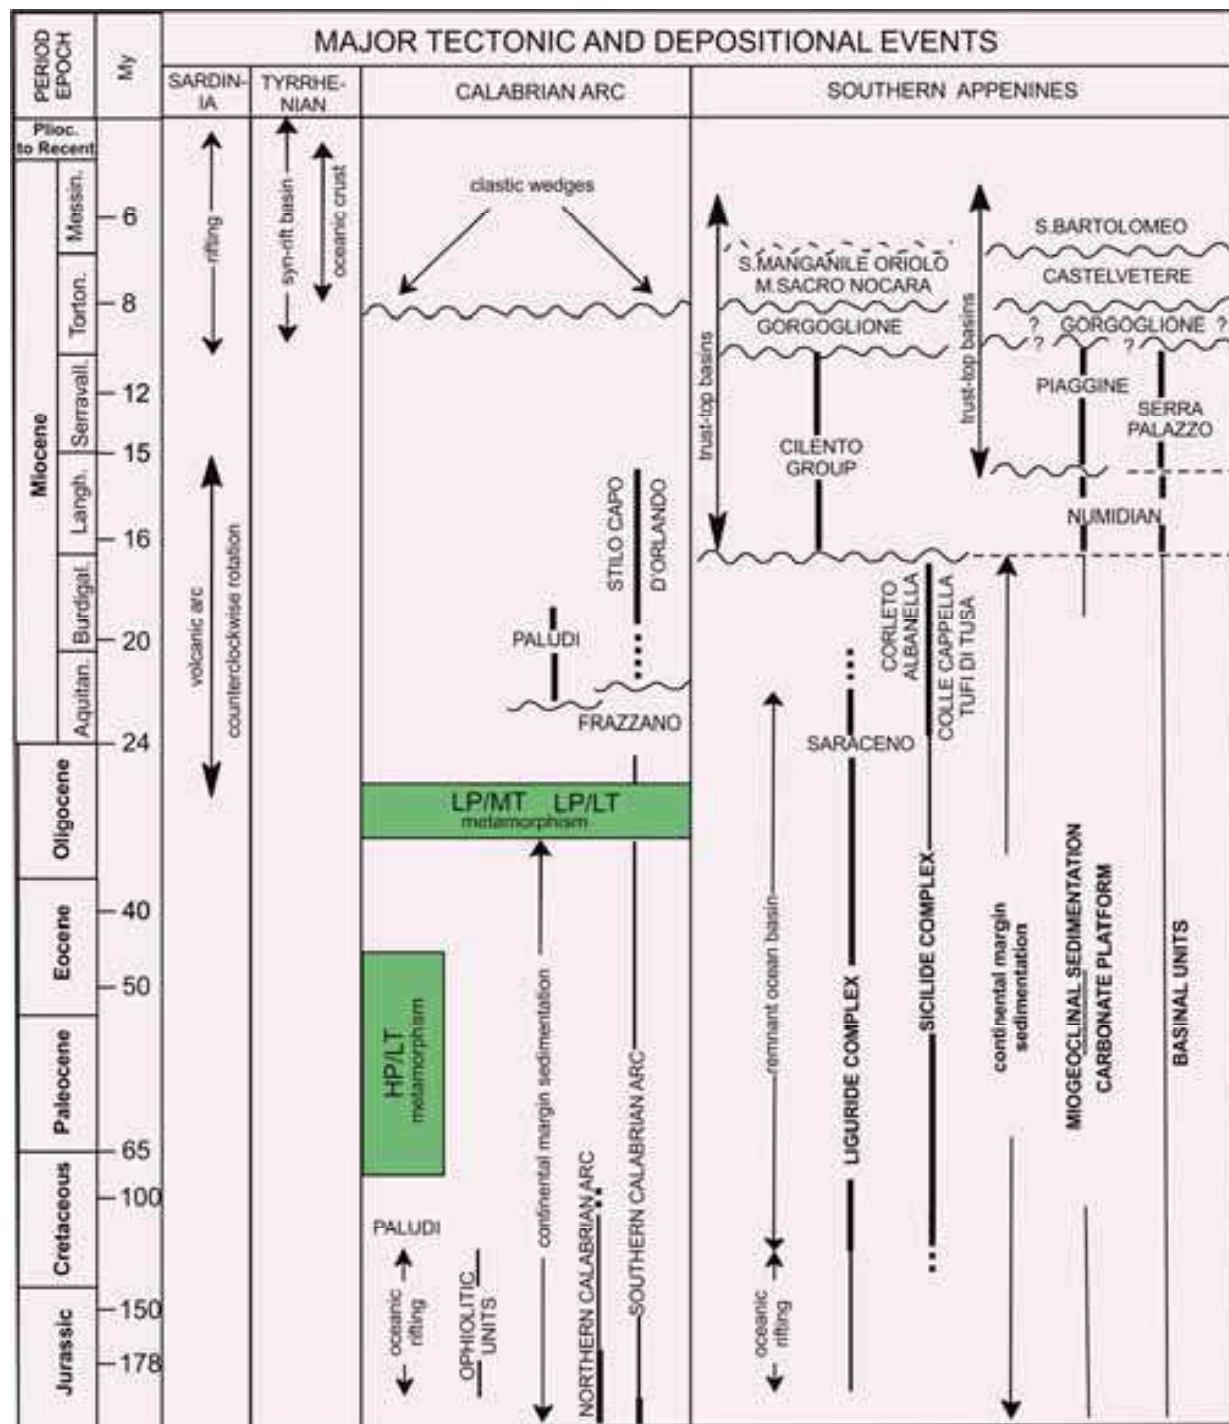 MAJOR TECTONIC AND DEPOSITIONAL EVENTS
PERIOD
EPOCH
My
SARDIN-
IA
TYRRHE-
NIAN
CALABRIAN ARC
SOUTHERN APPENINES
Plioc.
to Recent
Miocene
Messin.
Torton.
Serravall.
Langh.
Burdigal.
Aquitan.
Oligocene
Eocene
Paleocene
Cretaceous
Jurassic
6
8
12
15
16
20
24
40
50
65
100
150
178
rifting
volcanic arc
counterclockwise rotation
syn-rift basin
oceanic crust
clastic wedges
STILO CAPO
D'ORLANDO
PALUDI
FRAZZANO
LP/MT LP/LT
metamorphism
HP/LT
metamorphism
PALUDI
oceanic
rifting
OPHIOLITIC
UNITS
continental margin sedimentation
NORTHERN CALABRIAN ARC
SOUTHERN CALABRIAN ARC
trust-top basins
S.MANGANILE ORIOLO
M.SACRO NOCARA
GORGOGLIONE
CILENTO
GROUP
CORLETO
ALBANELLA
COLLE CAPPELLA
TUFI DI TUSA
SARACENO
remnant ocean basin
oceanic
rifting
LIGURIDE COMPLEX
SICILIDE COMPLEX
trust-top basins
S.BARTOLOMEO
CASTELVETERE
? GORGOGLIONE ?
? ?
PIAGGINE
SERRA
PALAZZO
NUMIDIAN
continental margin
sedimentation
MIOGEOCLINAL SEDIMENTATION
CARBONATE PLATFORM
BASINAL UNITS